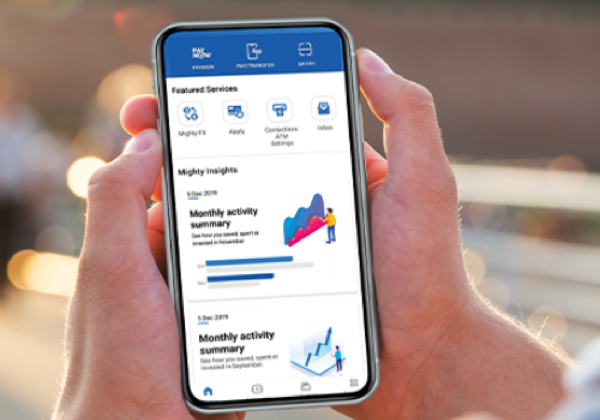 PAY
NOW
PAYNOW
PAY/TRANSFER
QR PAY
Featured Services
Mighty FX
Apply
Contactless
ATM
Settings
Inbox
Mighty Insights
5 Dec 2019
Monthly activity
summary
See how you saved, spent or
invested in November
5 Dec 2019
Monthly activity
summary
See how you saved, spent or
invested in September.